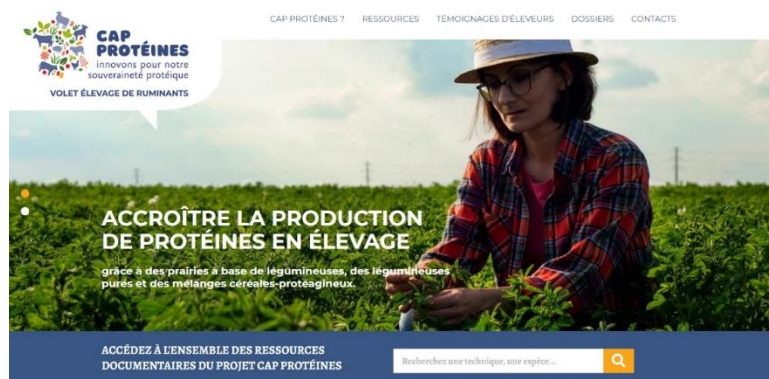 CAP PROTÉINES ? RESSOURCES TÉMOIGNAGES D'ÉLEVEURS DOSSIERS CONTACTS
CAP
PROTÉINES
innovons pour notre
souveraineté protéique
VOLET ÉLEVAGE DE RUMINANTS
ACCROÎTRE LA PRODUCTION
DE PROTÉINES EN ÉLEVAGE
grâce à des prairies à base de légumineuses, des légumineuses
pures et des mélanges céréales-protéagineux.
ACCÉDEZ À L'ENSEMBLE DES RESSOURCES
DOCUMENTAIRES DU PROJET CAP PROTÉINES
Recherchez une technique, une espèce...